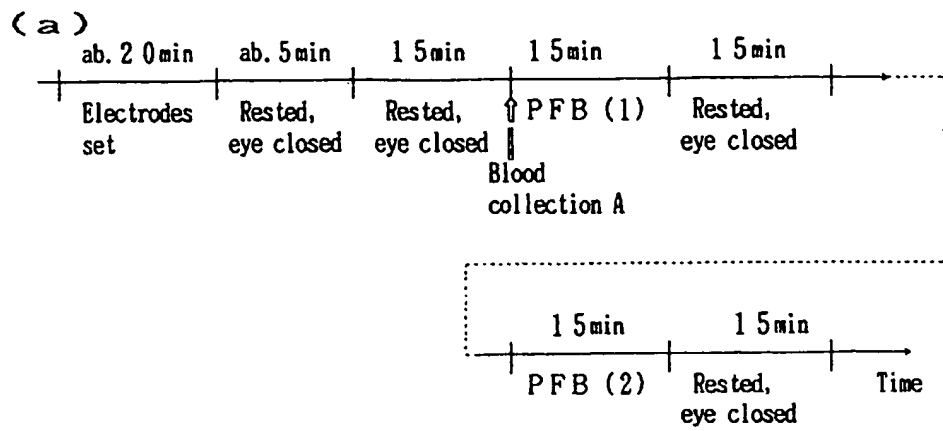 (a)
ab. 20min ab. 5min 15min 15min 15min
Electrodes set
Rested, eye closed
Rested, eye closed
PFB (1)
Rested, eye closed
Blood collection A
15min 15min
PFB (2)
Rested, eye closed
Time